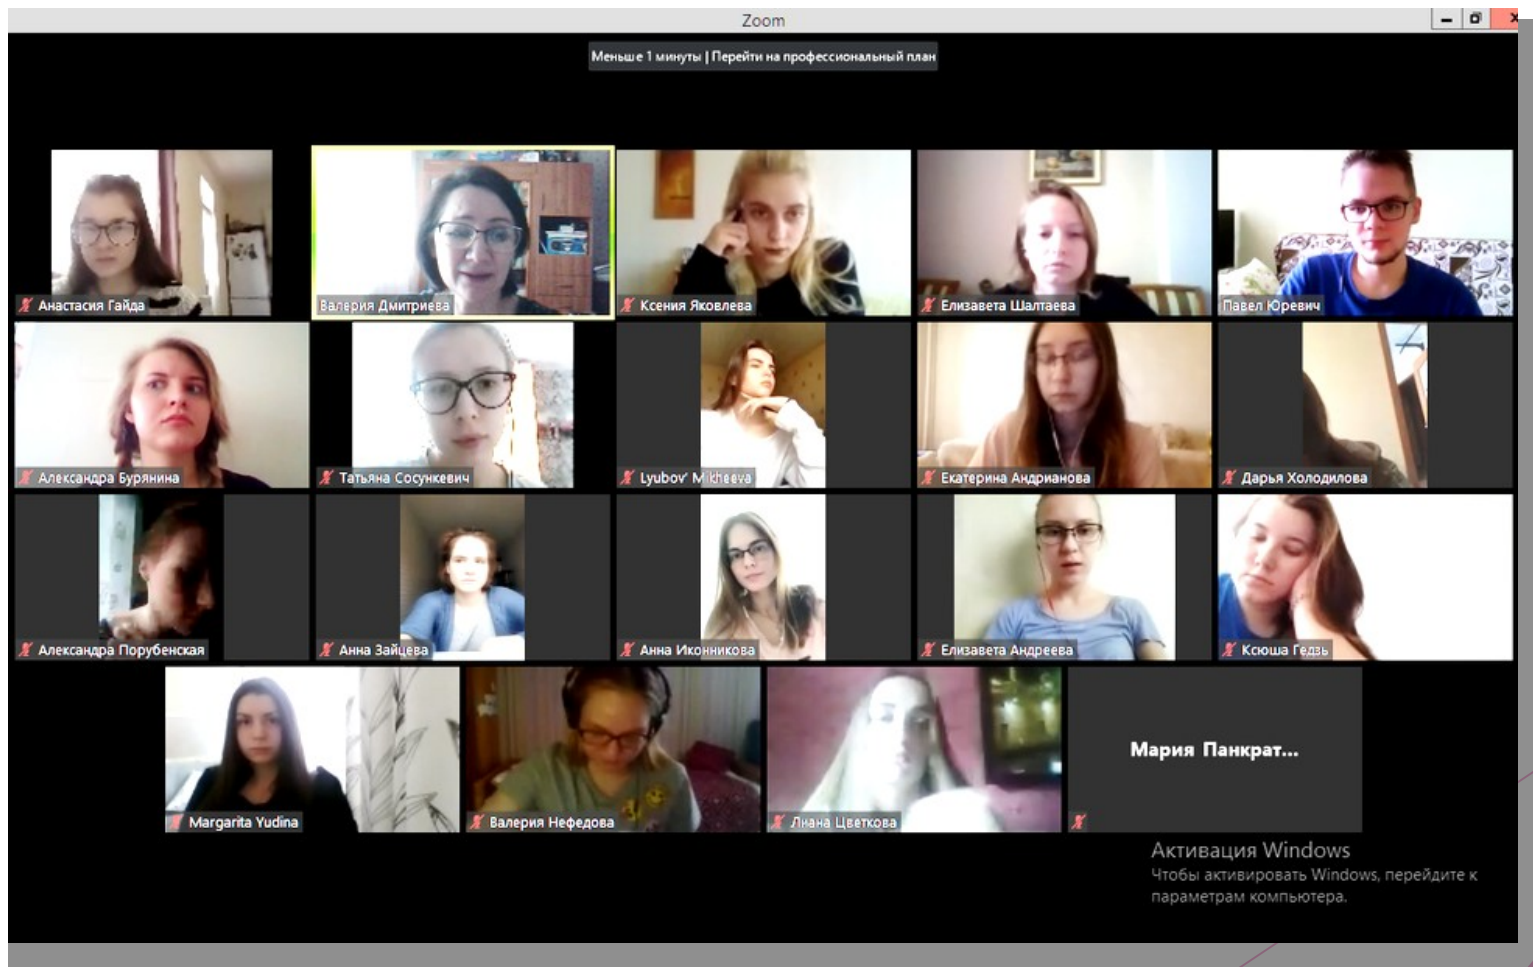 Zoom
Меньше 1 минуты | Перейти на профессиональный план
Анастасия Гайда
Валерия Дмитриева
Ксения Яковлева
Елизавета Шалтаева
Павел Юревич
Александра Бурянина
Татьяна Сосункевич
Lyubov' Mikheeva
Екатерина Андрианова
Дарья Холодилова
Александра Порубенская
Анна Зайцева
Анна Иконникова
Елизавета Андреева
Ксюша Гедзь
Margarita Yudina
Валерия Нефедова
Лиана Цветкова
Мария Панкрат...
Активация Windows
Чтобы активировать Windows, перейдите к
параметрам компьютера.